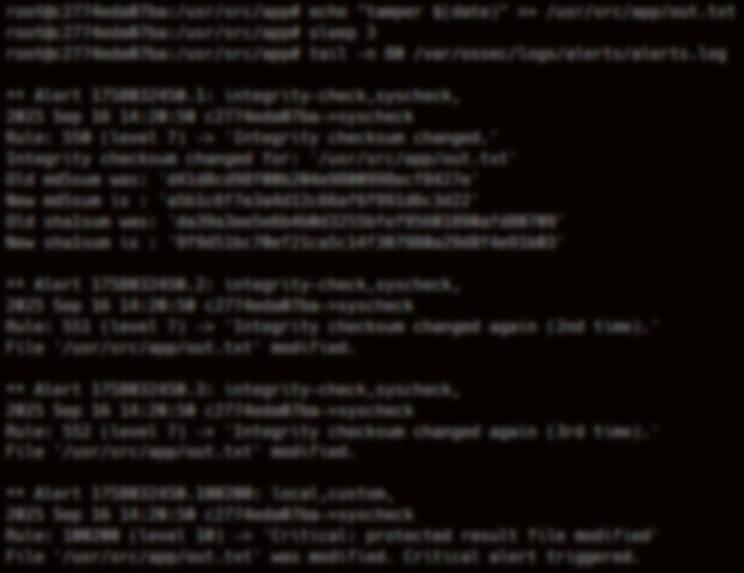 root@c2774eda07ba:/usr/src/app# echo "tamper $(date)" >> /usr/src/app/out.txt
root@c2774eda07ba:/usr/src/app# sleep 3
root@c2774eda07ba:/usr/src/app# tail -n 80 /var/ossec/logs/alerts/alerts.log
** Alert 1758032450.1: integrity-check,syscheck,
2025 Sep 16 14:20:50 c2774eda07ba->syscheck
Rule: 550 (level 7) -> 'Integrity checksum changed.'
Integrity checksum changed for: '/usr/src/app/out.txt'
Old md5sum was: 'd41d8cd98f00b204e9800998ecf8427e'
New md5sum is :
Old sha1sum was: 'da39a3ee5e6b4b0d3255bfef95601890afd80709'
New sha1sum is :
** Alert 1758032450.2: integrity-check,syscheck,
2025 Sep 16 14:20:50 c2774eda07ba->syscheck
Rule: 551 (level 7) -> 'Integrity checksum changed again (2nd time).'
File '/usr/src/app/out.txt' modified.
** Alert 1758032450.3: integrity-check,syscheck,
2025 Sep 16 14:20:50 c2774eda07ba->syscheck
Rule: 552 (level 7) -> 'Integrity checksum changed again (3rd time).'
File '/usr/src/app/out.txt' modified.
** Alert 1758032450.100200: local,custom,
2025 Sep 16 14:20:50 c2774eda07ba->syscheck
Rule: 100200 (level 10) -> 'Critical: protected result file modified'
File '/usr/src/app/out.txt' was modified. Critical alert triggered.